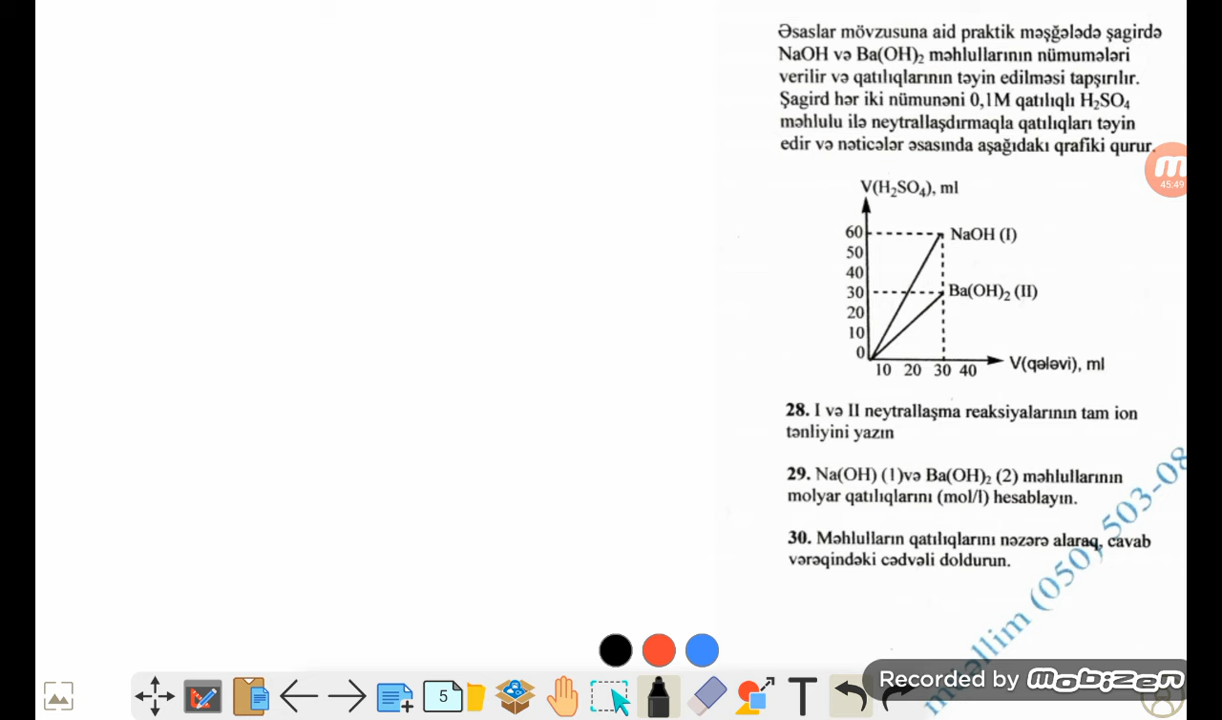 Əsaslar mövzusuna aid praktik məşğələdə şagirdə
NaOH və Ba(OH)₂ məhlullarının nümumələri
verilir və qatılıqlarının təyin edilməsi tapşırılır.
Şagird hər iki nümunəni 0,1M qatılıqlı H₂SO₄
məhlulu ilə neytrallaşdırmaqla qatılıqları təyin
edir və nəticələr əsasında aşağıdakı qrafiki qurur.
45:49
V(H₂SO₄), ml
60
NaOH (I)
50
40
30
Ba(OH)₂ (II)
20
10
0
10 20 30 40
V(qələvi), ml
28. I və II neytrallaşma reaksiyalarının tam ion
tənliyini yazın
29. Na(OH) (1)və Ba(OH)₂ (2) məhlullarının
molyar qatılıqlarını (mol/l) hesablayın.
30. Məhlulların qatılıqlarını nəzərə alaraq, cavab
vərəqindəki cədvəli doldurun.
(050) 503-08
5
T
Recorded by mobizen